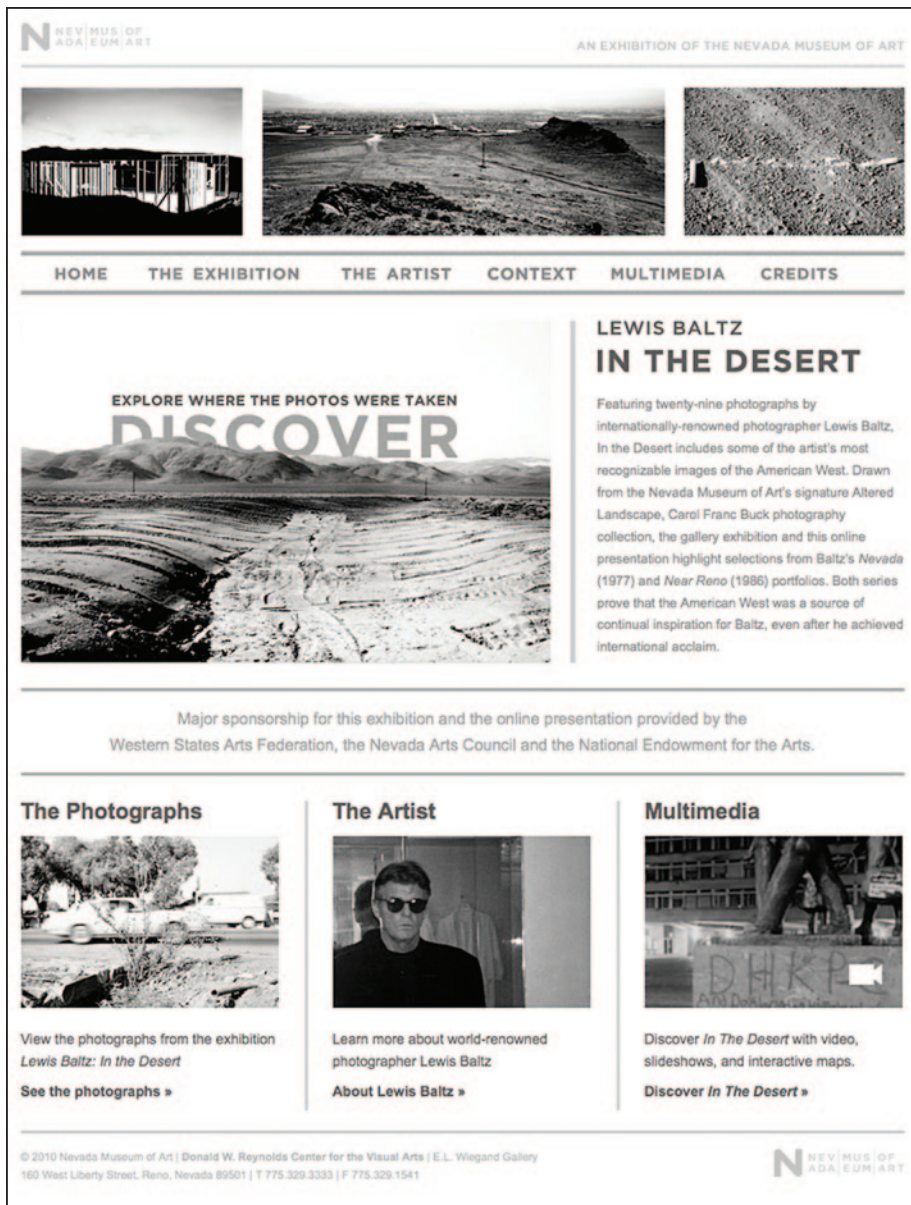 N NEV|MUS|OF
ADA|EUM|ART
AN EXHIBITION OF THE NEVADA MUSEUM OF ART
HOME THE EXHIBITION THE ARTIST CONTEXT MULTIMEDIA CREDITS
EXPLORE WHERE THE PHOTOS WERE TAKEN
DISCOVER
LEWIS BALTZ
IN THE DESERT
Featuring twenty-nine photographs by
internationally-renowned photographer Lewis Baltz,
In the Desert includes some of the artist's most
recognizable images of the American West. Drawn
from the Nevada Museum of Art's signature Altered
Landscape, Carol Franc Buck photography
collection, the gallery exhibition and this online
presentation highlight selections from Baltz's Nevada
(1977) and Near Reno (1986) portfolios. Both series
prove that the American West was a source of
continual inspiration for Baltz, even after he achieved
international acclaim.
Major sponsorship for this exhibition and the online presentation provided by the
Western States Arts Federation, the Nevada Arts Council and the National Endowment for the Arts.
The Photographs
View the photographs from the exhibition
Lewis Baltz: In the Desert
See the photographs »
The Artist
Learn more about world-renowned
photographer Lewis Baltz
About Lewis Baltz »
Multimedia
DHKP
Discover In The Desert with video,
slideshows, and interactive maps.
Discover In The Desert »
© 2010 Nevada Museum of Art | Donald W. Reynolds Center for the Visual Arts | E.L. Wiegand Gallery
160 West Liberty Street, Reno, Nevada 89501 | T 775.329.3333 | F 775.329.1541
N NEV|MUS|OF
ADA|EUM|ART